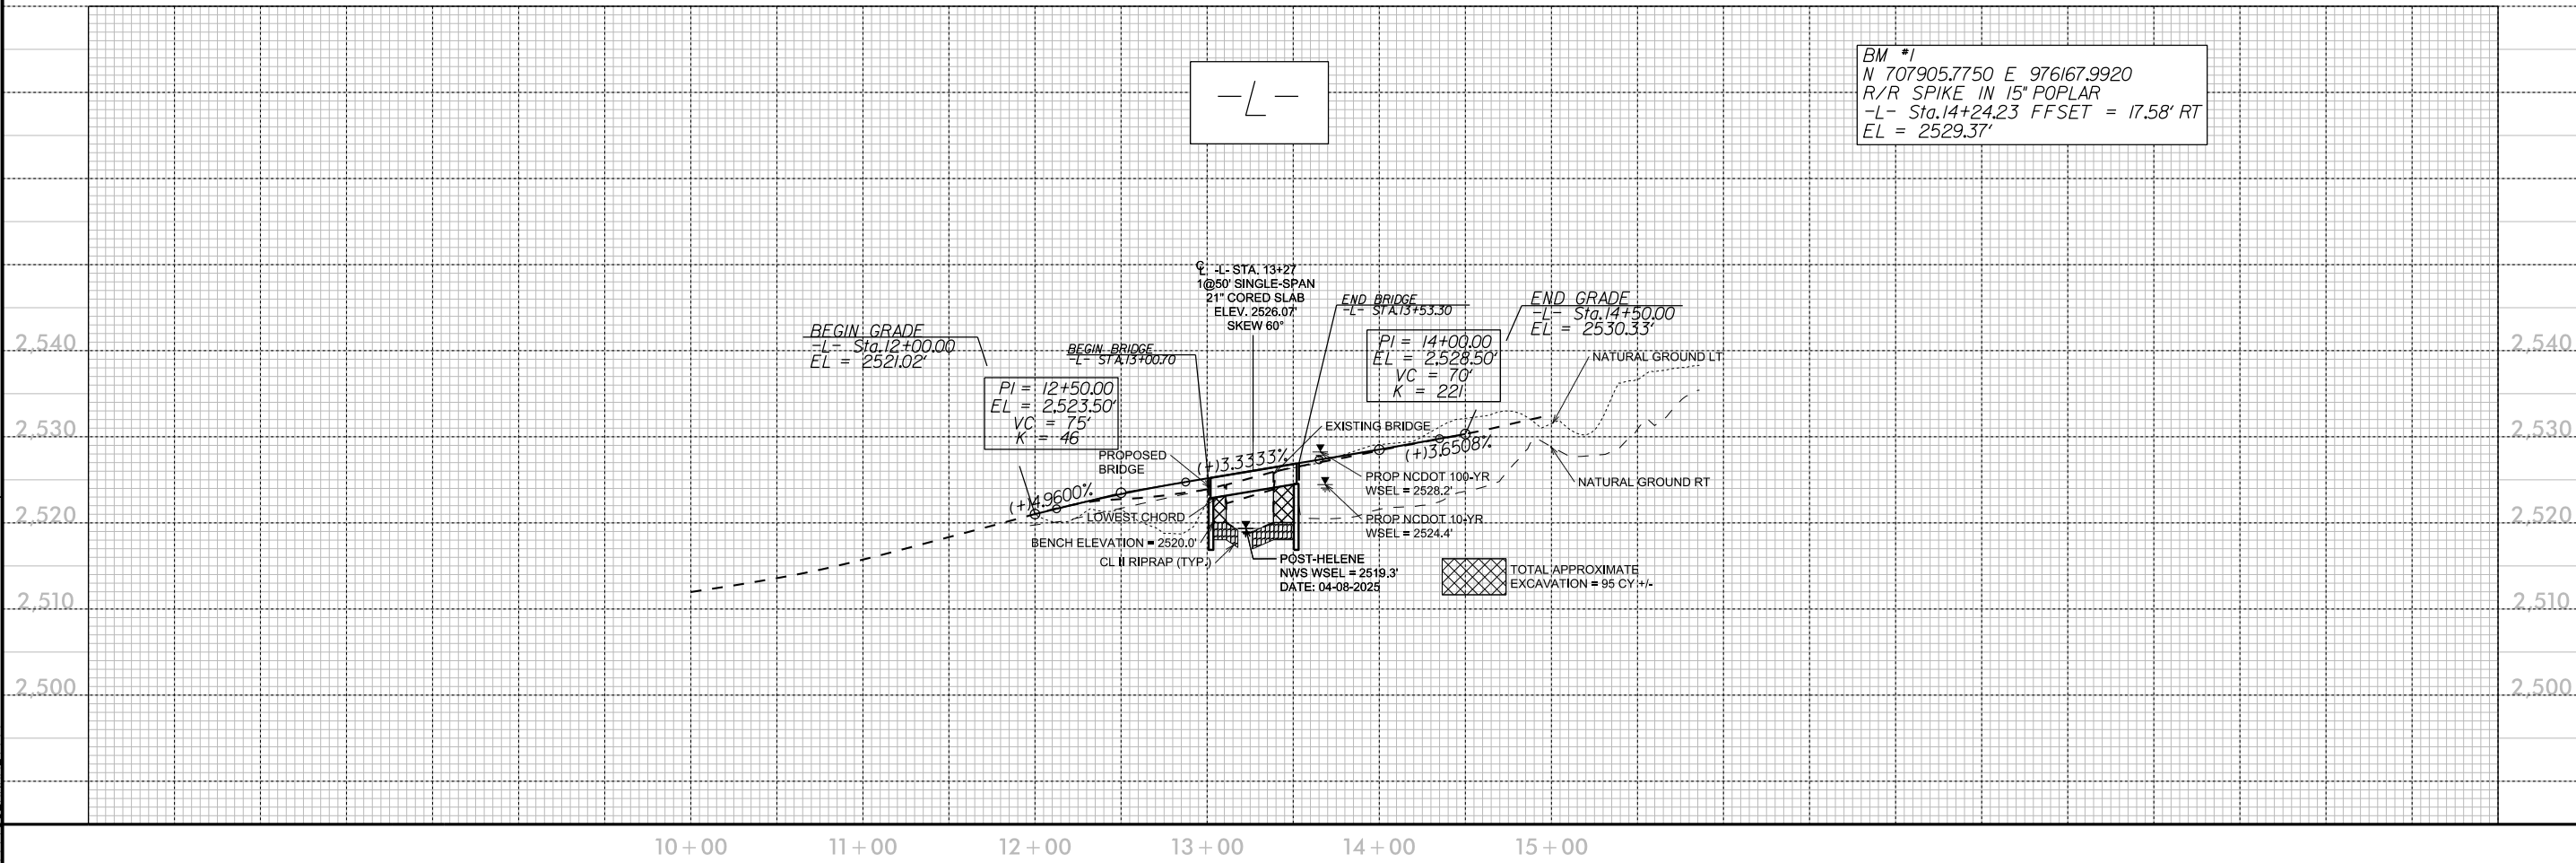 -L-
BM #1
N 707905.7750 E 976167.9920
R/R SPIKE IN 15" POPLAR
-L- Sta.14+24.23 FFSET = 17.58' RT
EL = 2529.37'
℄ -L- STA. 13+27
1@50' SINGLE-SPAN
21" CORED SLAB
ELEV. 2526.07'
SKEW 60°
BEGIN GRADE
-L- Sta.12+00.00
EL = 2521.02'
BEGIN BRIDGE
-L- STA.13+00.70
END BRIDGE
-L- STA.13+53.30
END GRADE
-L- Sta.14+50.00
EL = 2530.33'
PI = 12+50.00
EL = 2,523.50'
VC = 75'
K = 46
PI = 14+00.00
EL = 2,528.50'
VC = 70'
K = 221
NATURAL GROUND LT
EXISTING BRIDGE
PROPOSED
BRIDGE
(+)4.9600%
(+)3.3333%
(+)3.6508%
PROP NCDOT 100-YR
WSEL = 2528.2'
NATURAL GROUND RT
LOWEST CHORD
PROP NCDOT 10-YR
WSEL = 2524.4'
BENCH ELEVATION = 2520.0'
CL II RIPRAP (TYP.)
POST-HELENE
NWS WSEL = 2519.3'
DATE: 04-08-2025
TOTAL APPROXIMATE
EXCAVATION = 95 CY +/-
2,540
2,530
2,520
2,510
2,500
2,540
2,530
2,520
2,510
2,500
10+00 11+00 12+00 13+00 14+00 15+00